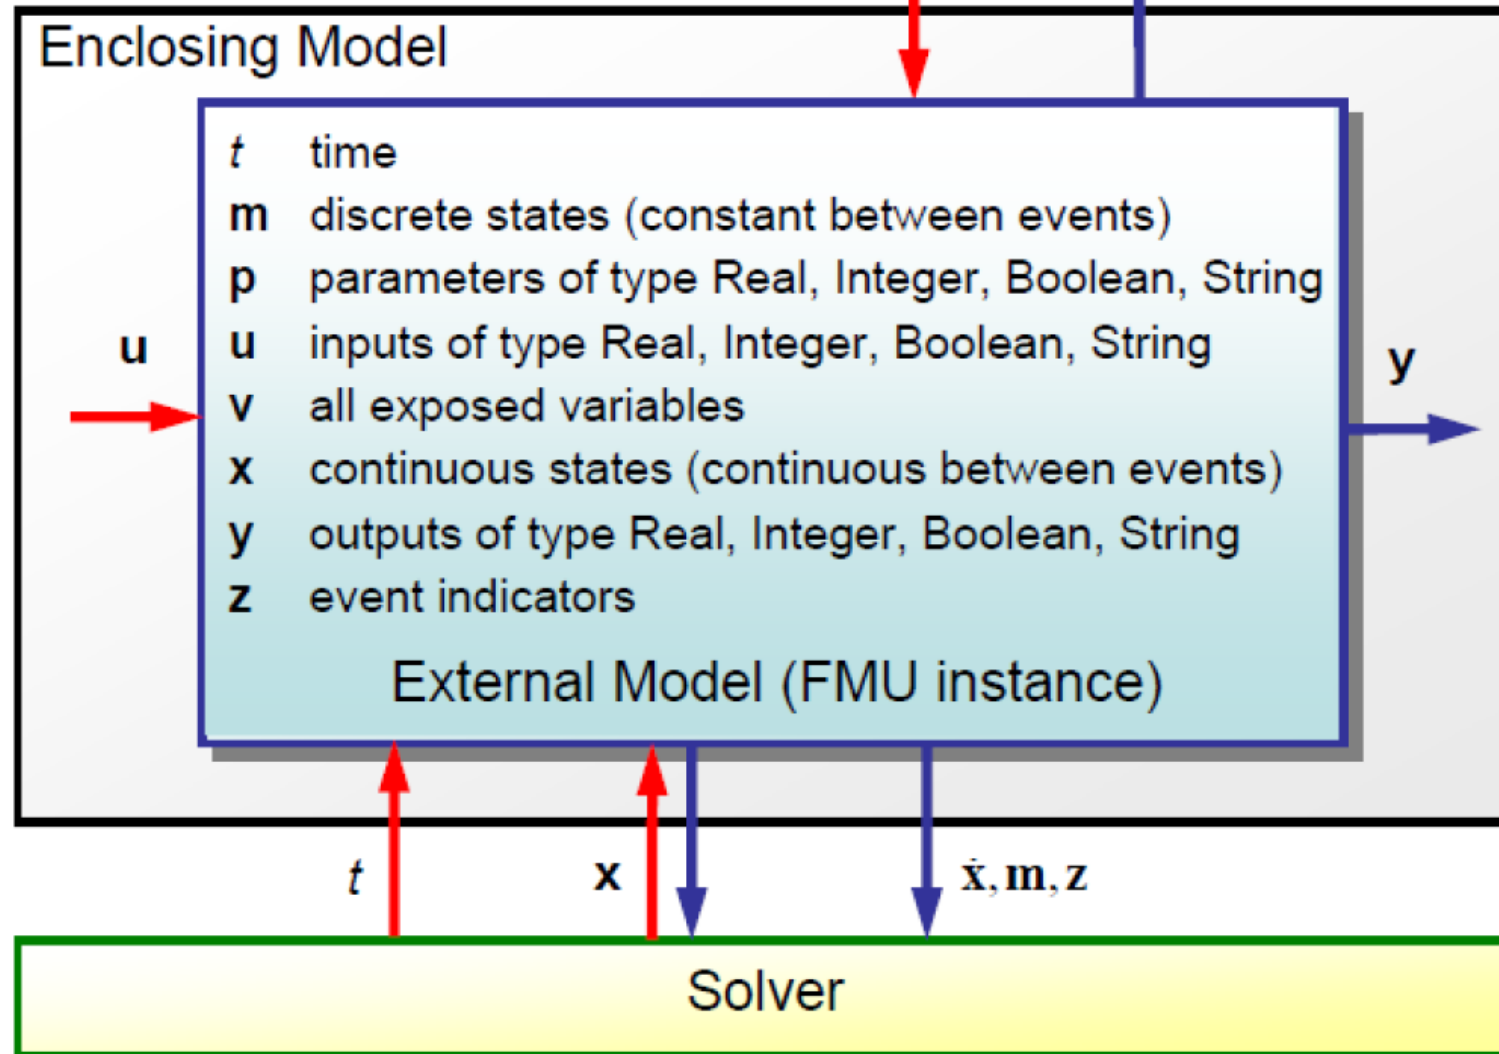 Enclosing Model
t time
m discrete states (constant between events)
p parameters of type Real, Integer, Boolean, String
u inputs of type Real, Integer, Boolean, String
v all exposed variables
x continuous states (continuous between events)
y outputs of type Real, Integer, Boolean, String
z event indicators
External Model (FMU instance)
u
y
t
x
ẋ, m, z
Solver